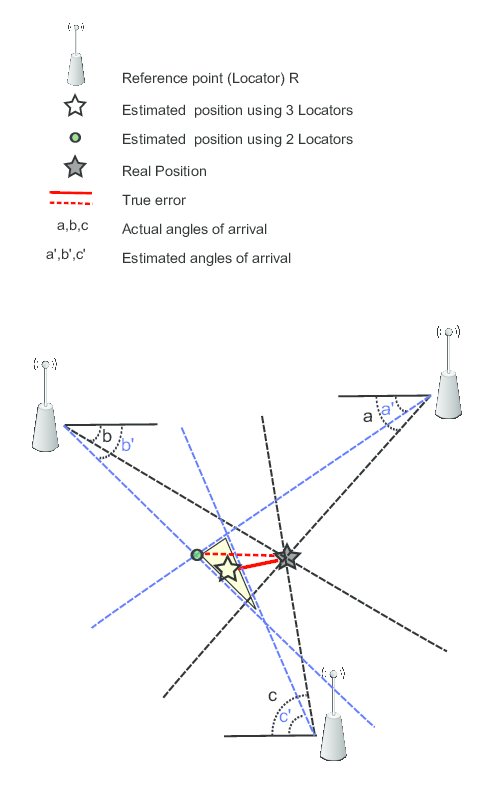 Reference point (Locator) R
Estimated position using 3 Locators
Estimated position using 2 Locators
Real Position
True error
a,b,c Actual angles of arrival
a',b',c' Estimated angles of arrival
a a'
b b'
c
c'